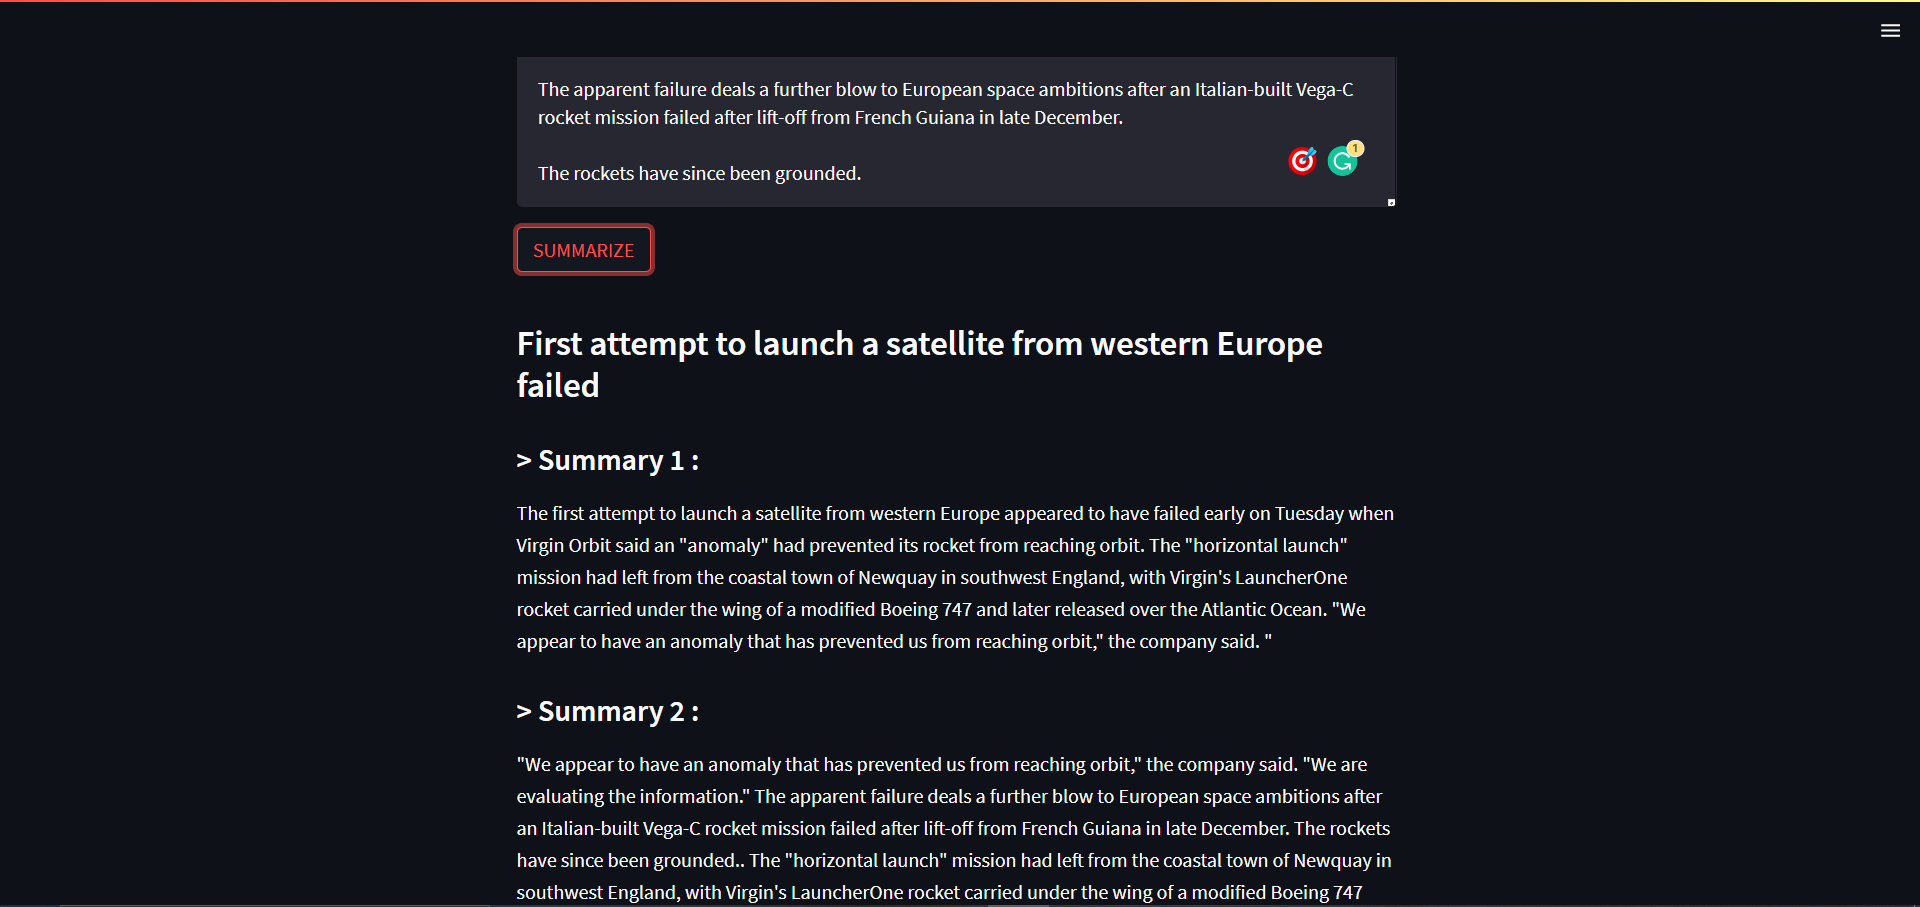 The apparent failure deals a further blow to European space ambitions after an Italian-built Vega-C
rocket mission failed after lift-off from French Guiana in late December.
1
The rockets have since been grounded.
SUMMARIZE
First attempt to launch a satellite from western Europe
failed
> Summary 1 :
The first attempt to launch a satellite from western Europe appeared to have failed early on Tuesday when
Virgin Orbit said an "anomaly" had prevented its rocket from reaching orbit. The "horizontal launch"
mission had left from the coastal town of Newquay in southwest England, with Virgin's LauncherOne
rocket carried under the wing of a modified Boeing 747 and later released over the Atlantic Ocean. "We
appear to have an anomaly that has prevented us from reaching orbit," the company said. "
> Summary 2 :
"We appear to have an anomaly that has prevented us from reaching orbit," the company said. "We are
evaluating the information." The apparent failure deals a further blow to European space ambitions after
an Italian-built Vega-C rocket mission failed after lift-off from French Guiana in late December. The rockets
have since been grounded.. The "horizontal launch" mission had left from the coastal town of Newquay in
southwest England, with Virgin's LauncherOne rocket carried under the wing of a modified Boeing 747